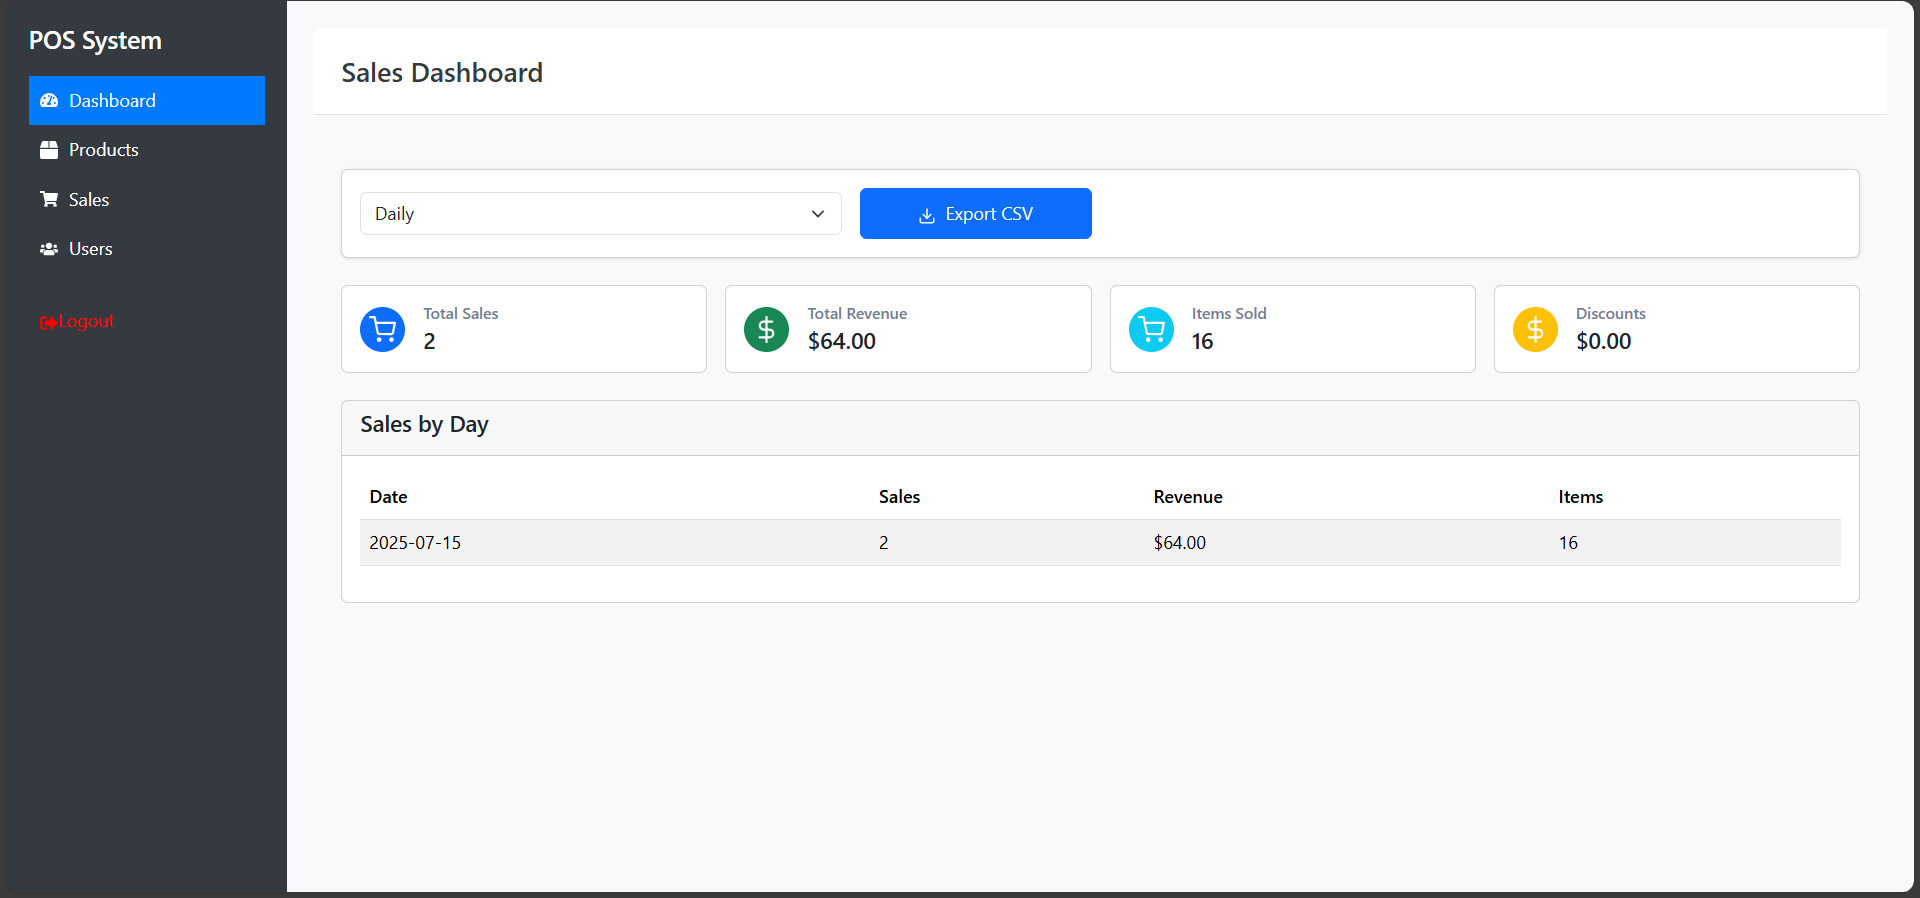 POS System
Dashboard
Products
Sales
Users
Logout
Sales Dashboard
Daily
Export CSV
Total Sales
2
Total Revenue
$64.00
Items Sold
16
Discounts
$0.00
Sales by Day
Date Sales Revenue Items
2025-07-15 2 $64.00 16